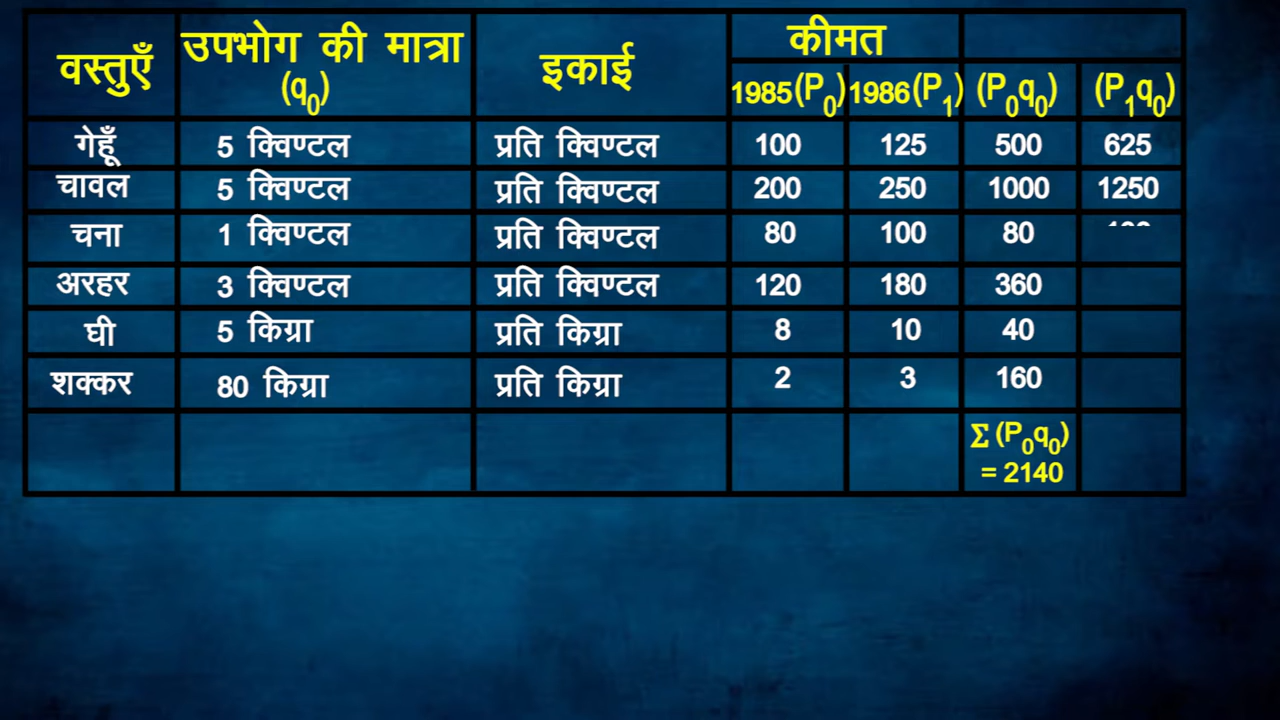 वस्तुएँ उपभोग की मात्रा (q0) इकाई कीमत
1985(P0) 1986(P1) (P0q0) (P1q0)
गेहूँ 5 क्विण्टल प्रति क्विण्टल 100 125 500 625
चावल 5 क्विण्टल प्रति क्विण्टल 200 250 1000 1250
चना 1 क्विण्टल प्रति क्विण्टल 80 100 80
अरहर 3 क्विण्टल प्रति क्विण्टल 120 180 360
घी 5 किग्रा प्रति किग्रा 8 10 40
शक्कर 80 किग्रा प्रति किग्रा 2 3 160
Σ (P0q0)
= 2140